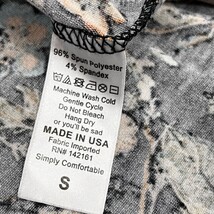 96% Spun Polyester
4% Spandex
Machine Wash Cold
Gentle Cycle
Do Not Bleach
Hang Dry
or you'll be sad
MADE IN USA
Fabric Imported
RN# 142161
Simply Comfortable
S